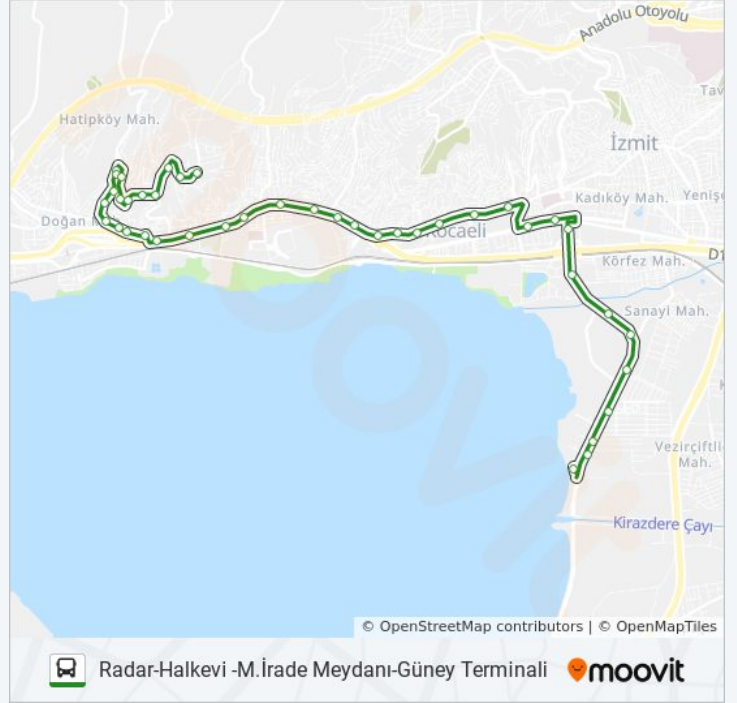 Anadolu Otoyolu
Tav
Hatipköy Mah.
İzmit
Kadıköy Mah.
Yenişe
Doğan M
Kocaeli
D1
Körfez Mah.
Sanayi Mah.
Vezirçiftli
Mah.
Kirazdere Çayı
© OpenStreetMap contributors | © OpenMapTiles
Radar-Halkevi -M.İrade Meydanı-Güney Terminali
moovit